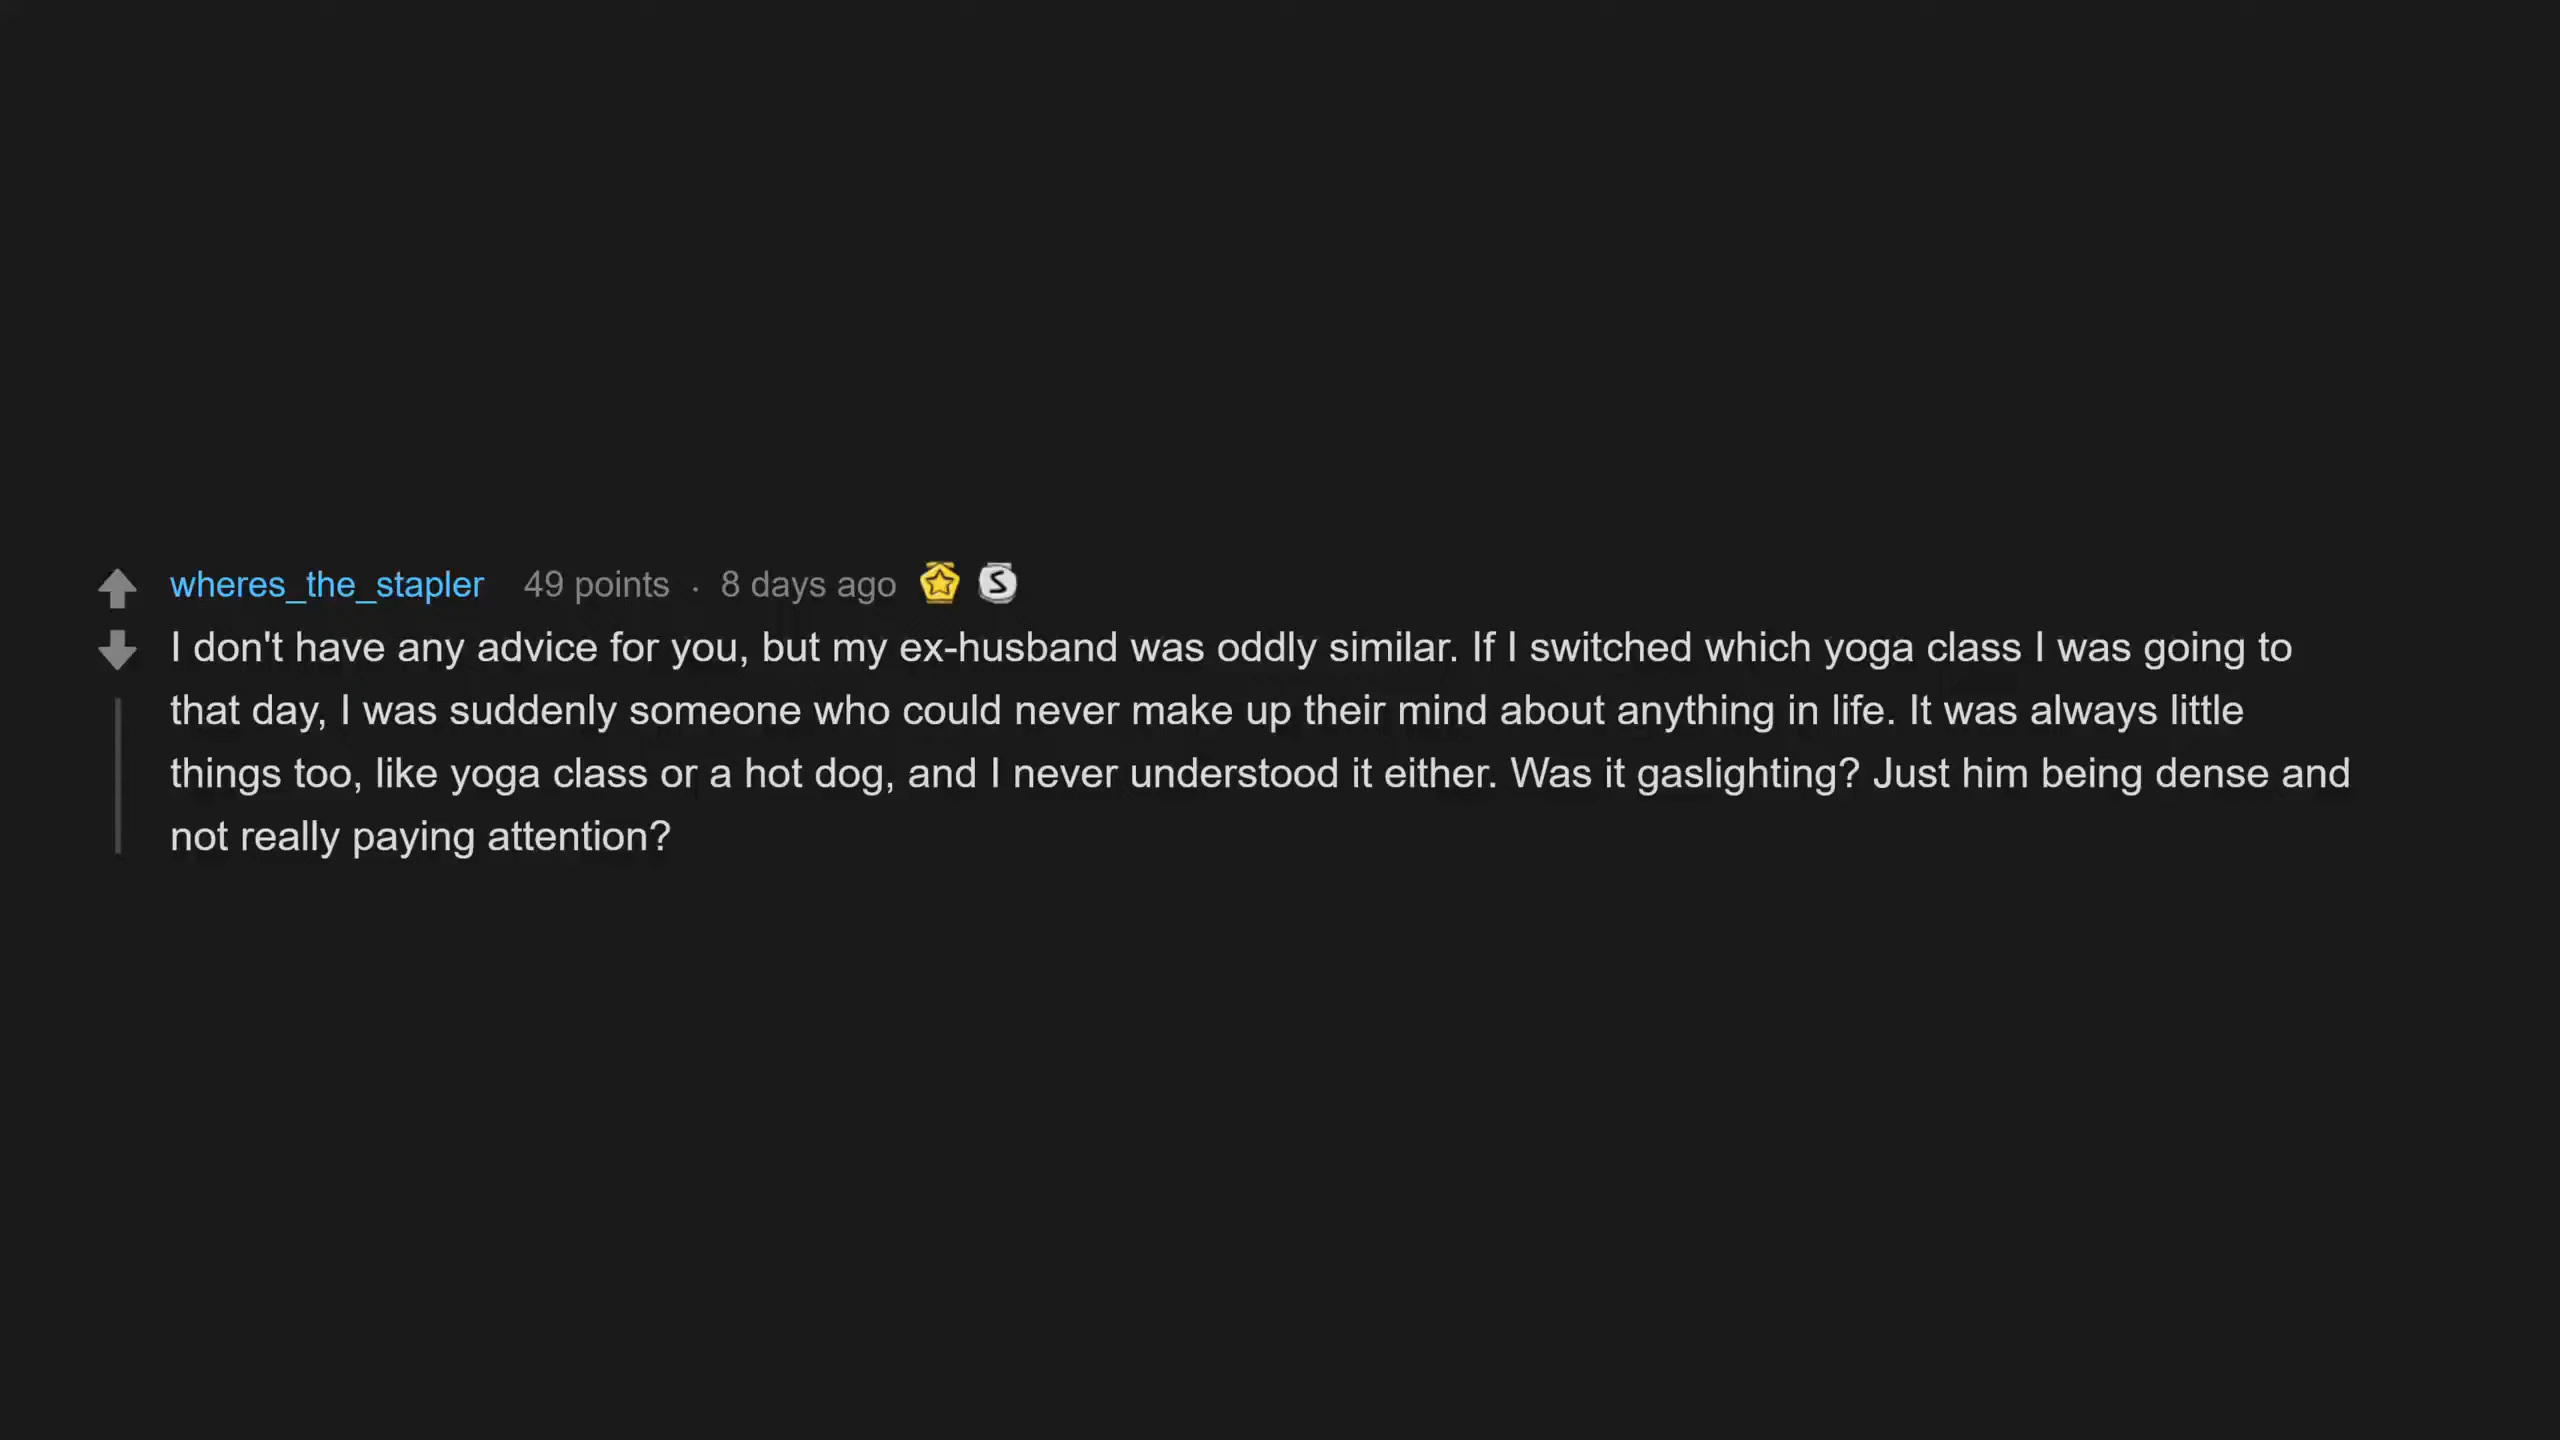 wheres_the_stapler 49 points · 8 days ago S
I don't have any advice for you, but my ex-husband was oddly similar. If I switched which yoga class I was going to
that day, I was suddenly someone who could never make up their mind about anything in life. It was always little
things too, like yoga class or a hot dog, and I never understood it either. Was it gaslighting? Just him being dense and
not really paying attention?